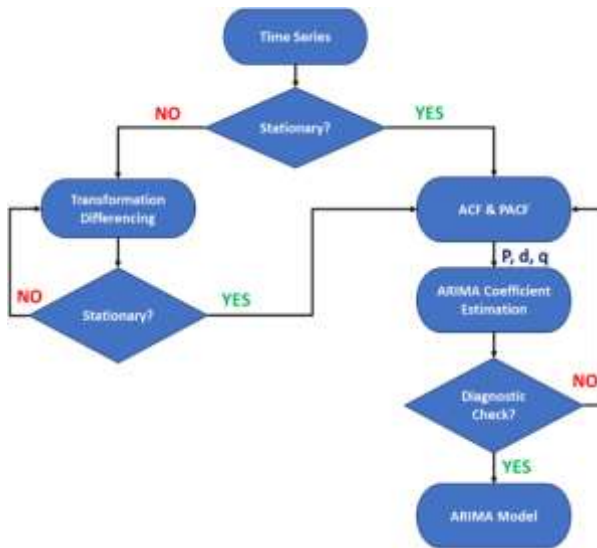 Time Series
NO
YES
Stationary?
Transformation
Differencing
ACF & PACF
P, d, q
NO
YES
Stationary?
ARIMA Coefficient
Estimation
Diagnostic
Check?
NO
YES
ARIMA Model